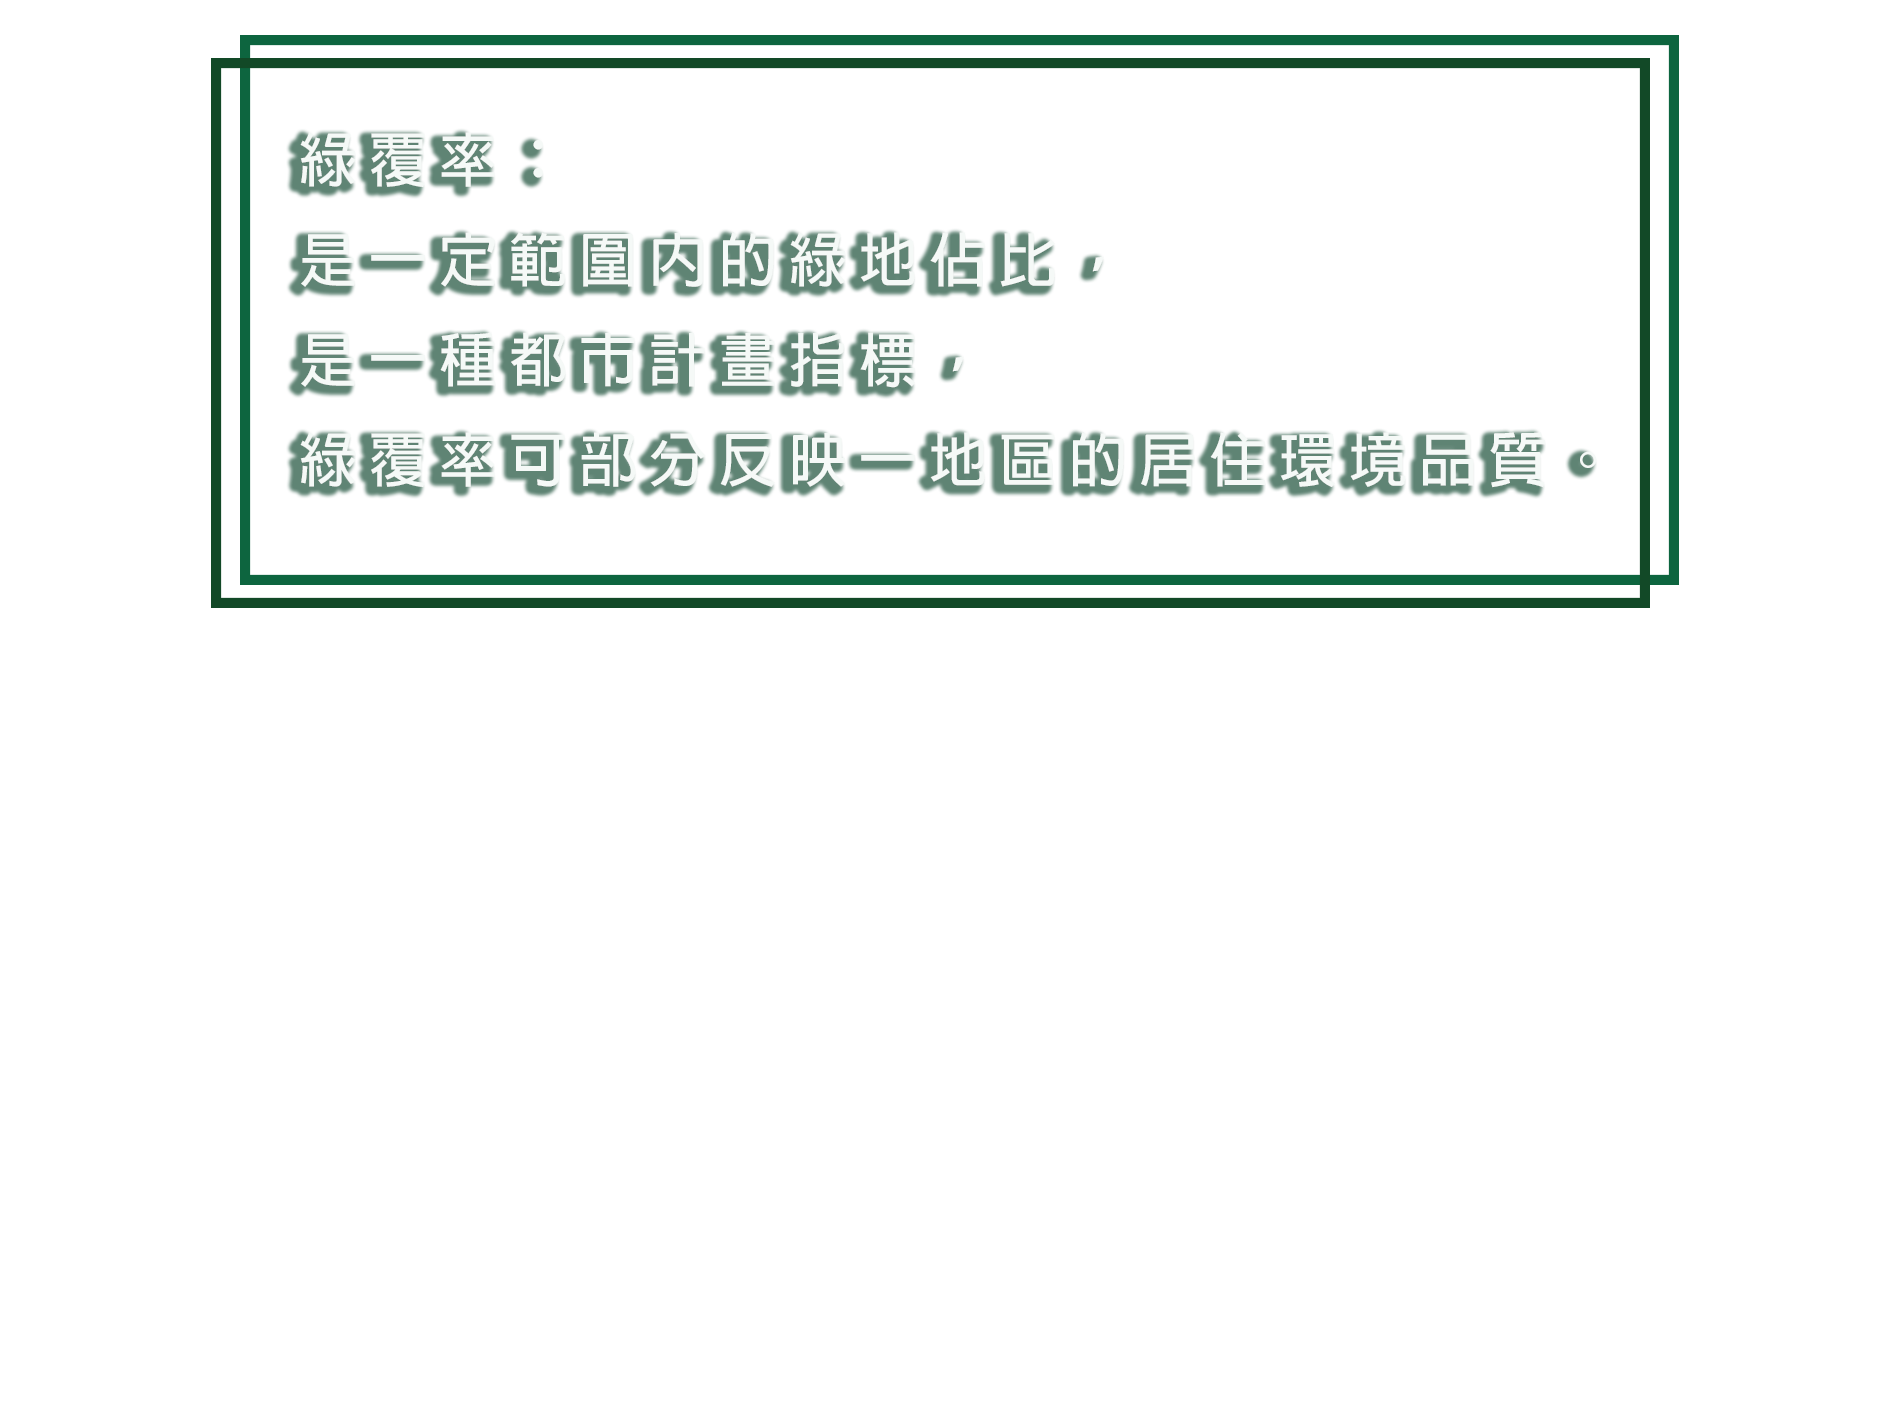 綠覆率：
是一定範圍内的綠地佔比，
是一種都市計畫指標，
綠覆率可部分反映一地區的居住環境品質。